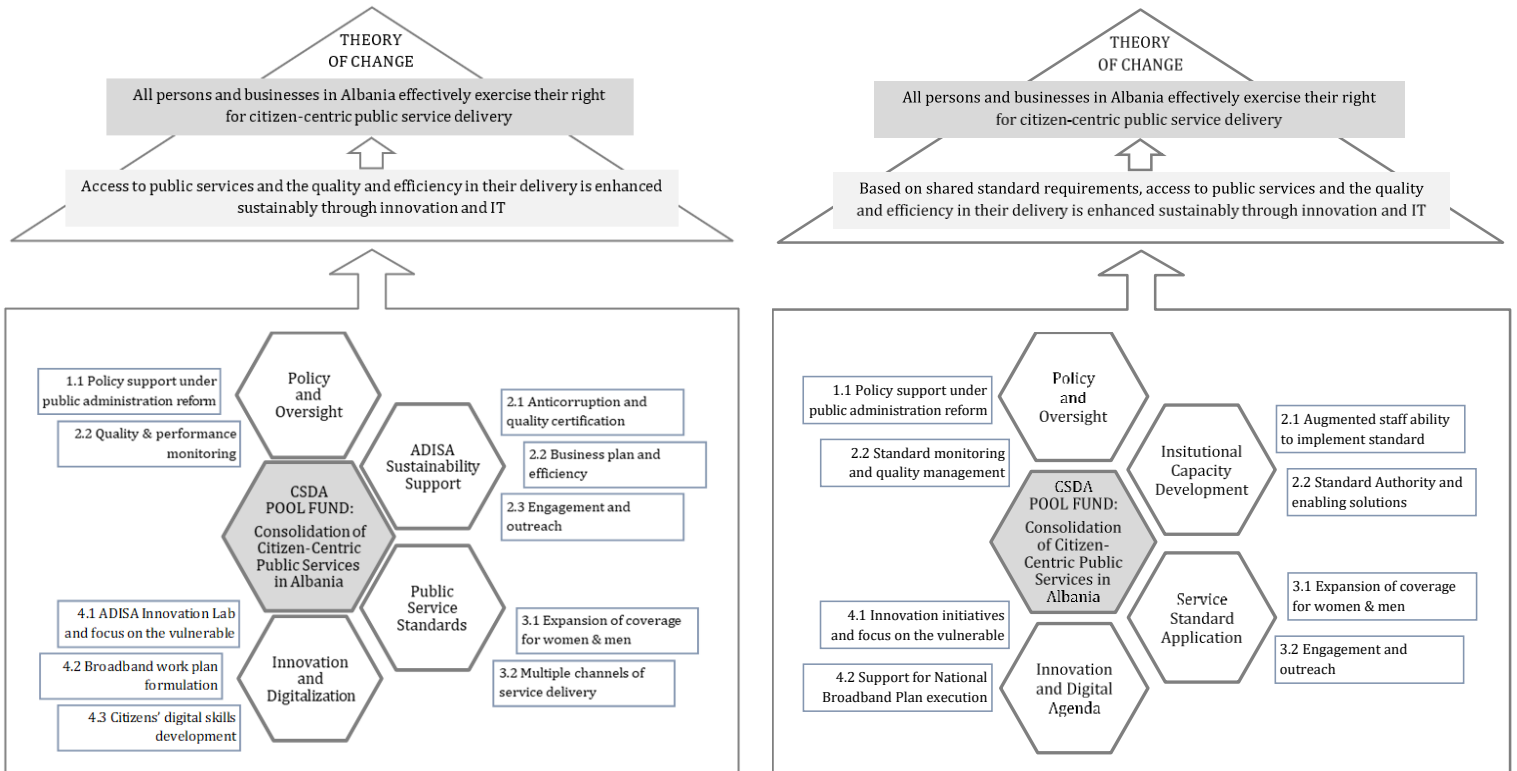 THEORY
OF CHANGE
All persons and businesses in Albania effectively exercise their right
for citizen-centric public service delivery
Access to public services and the quality and efficiency in their delivery is enhanced
sustainably through innovation and IT
Policy
and
Oversight
1.1 Policy support under
public administration reform
2.2 Quality & performance
monitoring
ADISA
Sustainability
Support
2.1 Anticorruption and
quality certification
2.2 Business plan and
efficiency
2.3 Engagement and
outreach
CSDA
POOL FUND:
Consolidation of
Citizen-Centric
Public Services
in Albania
Public
Service
Standards
3.1 Expansion of coverage
for women & men
3.2 Multiple channels of
service delivery
4.1 ADISA Innovation Lab
and focus on the vulnerable
4.2 Broadband work plan
formulation
4.3 Citizens' digital skills
development
Innovation
and
Digitalization
THEORY
OF CHANGE
All persons and businesses in Albania effectively exercise their right
for citizen-centric public service delivery
Based on shared standard requirements, access to public services and the quality
and efficiency in their delivery is enhanced sustainably through innovation and IT
Policy
and
Oversight
1.1 Policy support under
public administration reform
2.2 Standard monitoring
and quality management
Insitutional
Capacity
Development
2.1 Augmented staff ability
to implement standard
2.2 Standard Authority and
enabling solutions
CSDA
POOL FUND:
Consolidation
of Citizen-
Centric Public
Services in
Albania
Service
Standard
Application
3.1 Expansion of coverage
for women & men
3.2 Engagement and
outreach
4.1 Innovation initiatives
and focus on the vulnerable
4.2 Support for National
Broadband Plan execution
Innovation
and Digital
Agenda